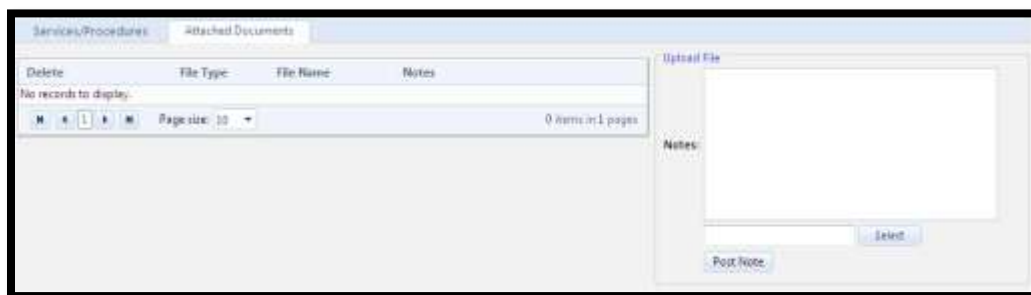 Services/Procedures Attached Documents
Upload File
Delete File Type File Name Notes
No records to display.
1 Page size: 10 0 items in 1 pages
Notes:
Select
Post Note